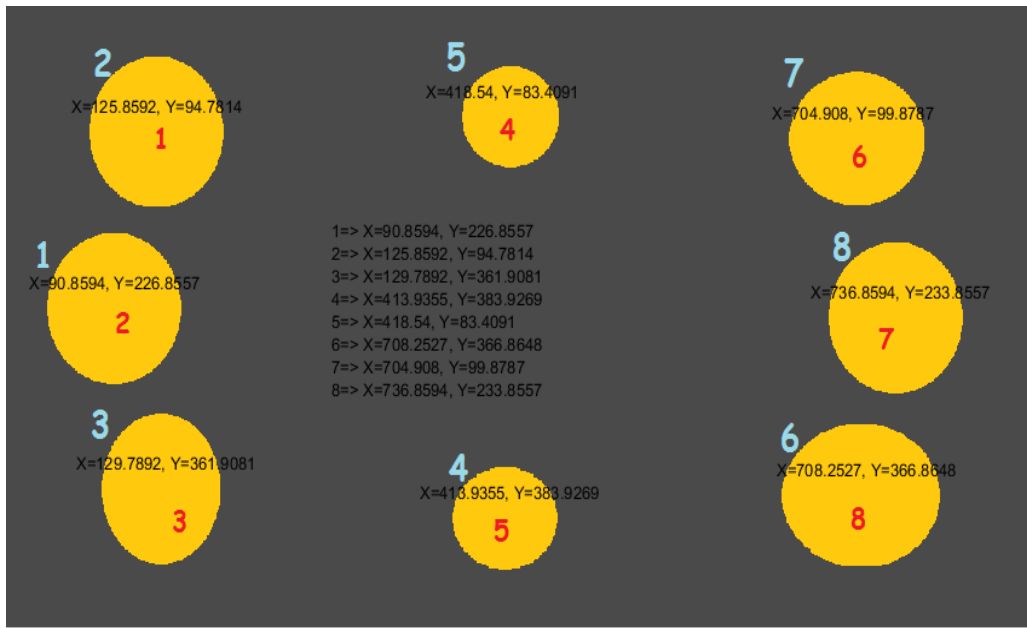 2
X=125.8592, Y=94.7814
1
5
X=418.54, Y=83.4091
4
7
X=704.908, Y=99.8787
6
1
X=90.8594, Y=226.8557
2
1=> X=90.8594, Y=226.8557
2=> X=125.8592, Y=94.7814
3=> X=129.7892, Y=361.9081
4=> X=413.9355, Y=383.9269
5=> X=418.54, Y=83.4091
6=> X=708.2527, Y=366.8648
7=> X=704.908, Y=99.8787
8=> X=736.8594, Y=233.8557
8
X=736.8594, Y=233.8557
7
3
X=129.7892, Y=361.9081
3
4
X=413.9355, Y=383.9269
5
6
X=708.2527, Y=366.8648
8